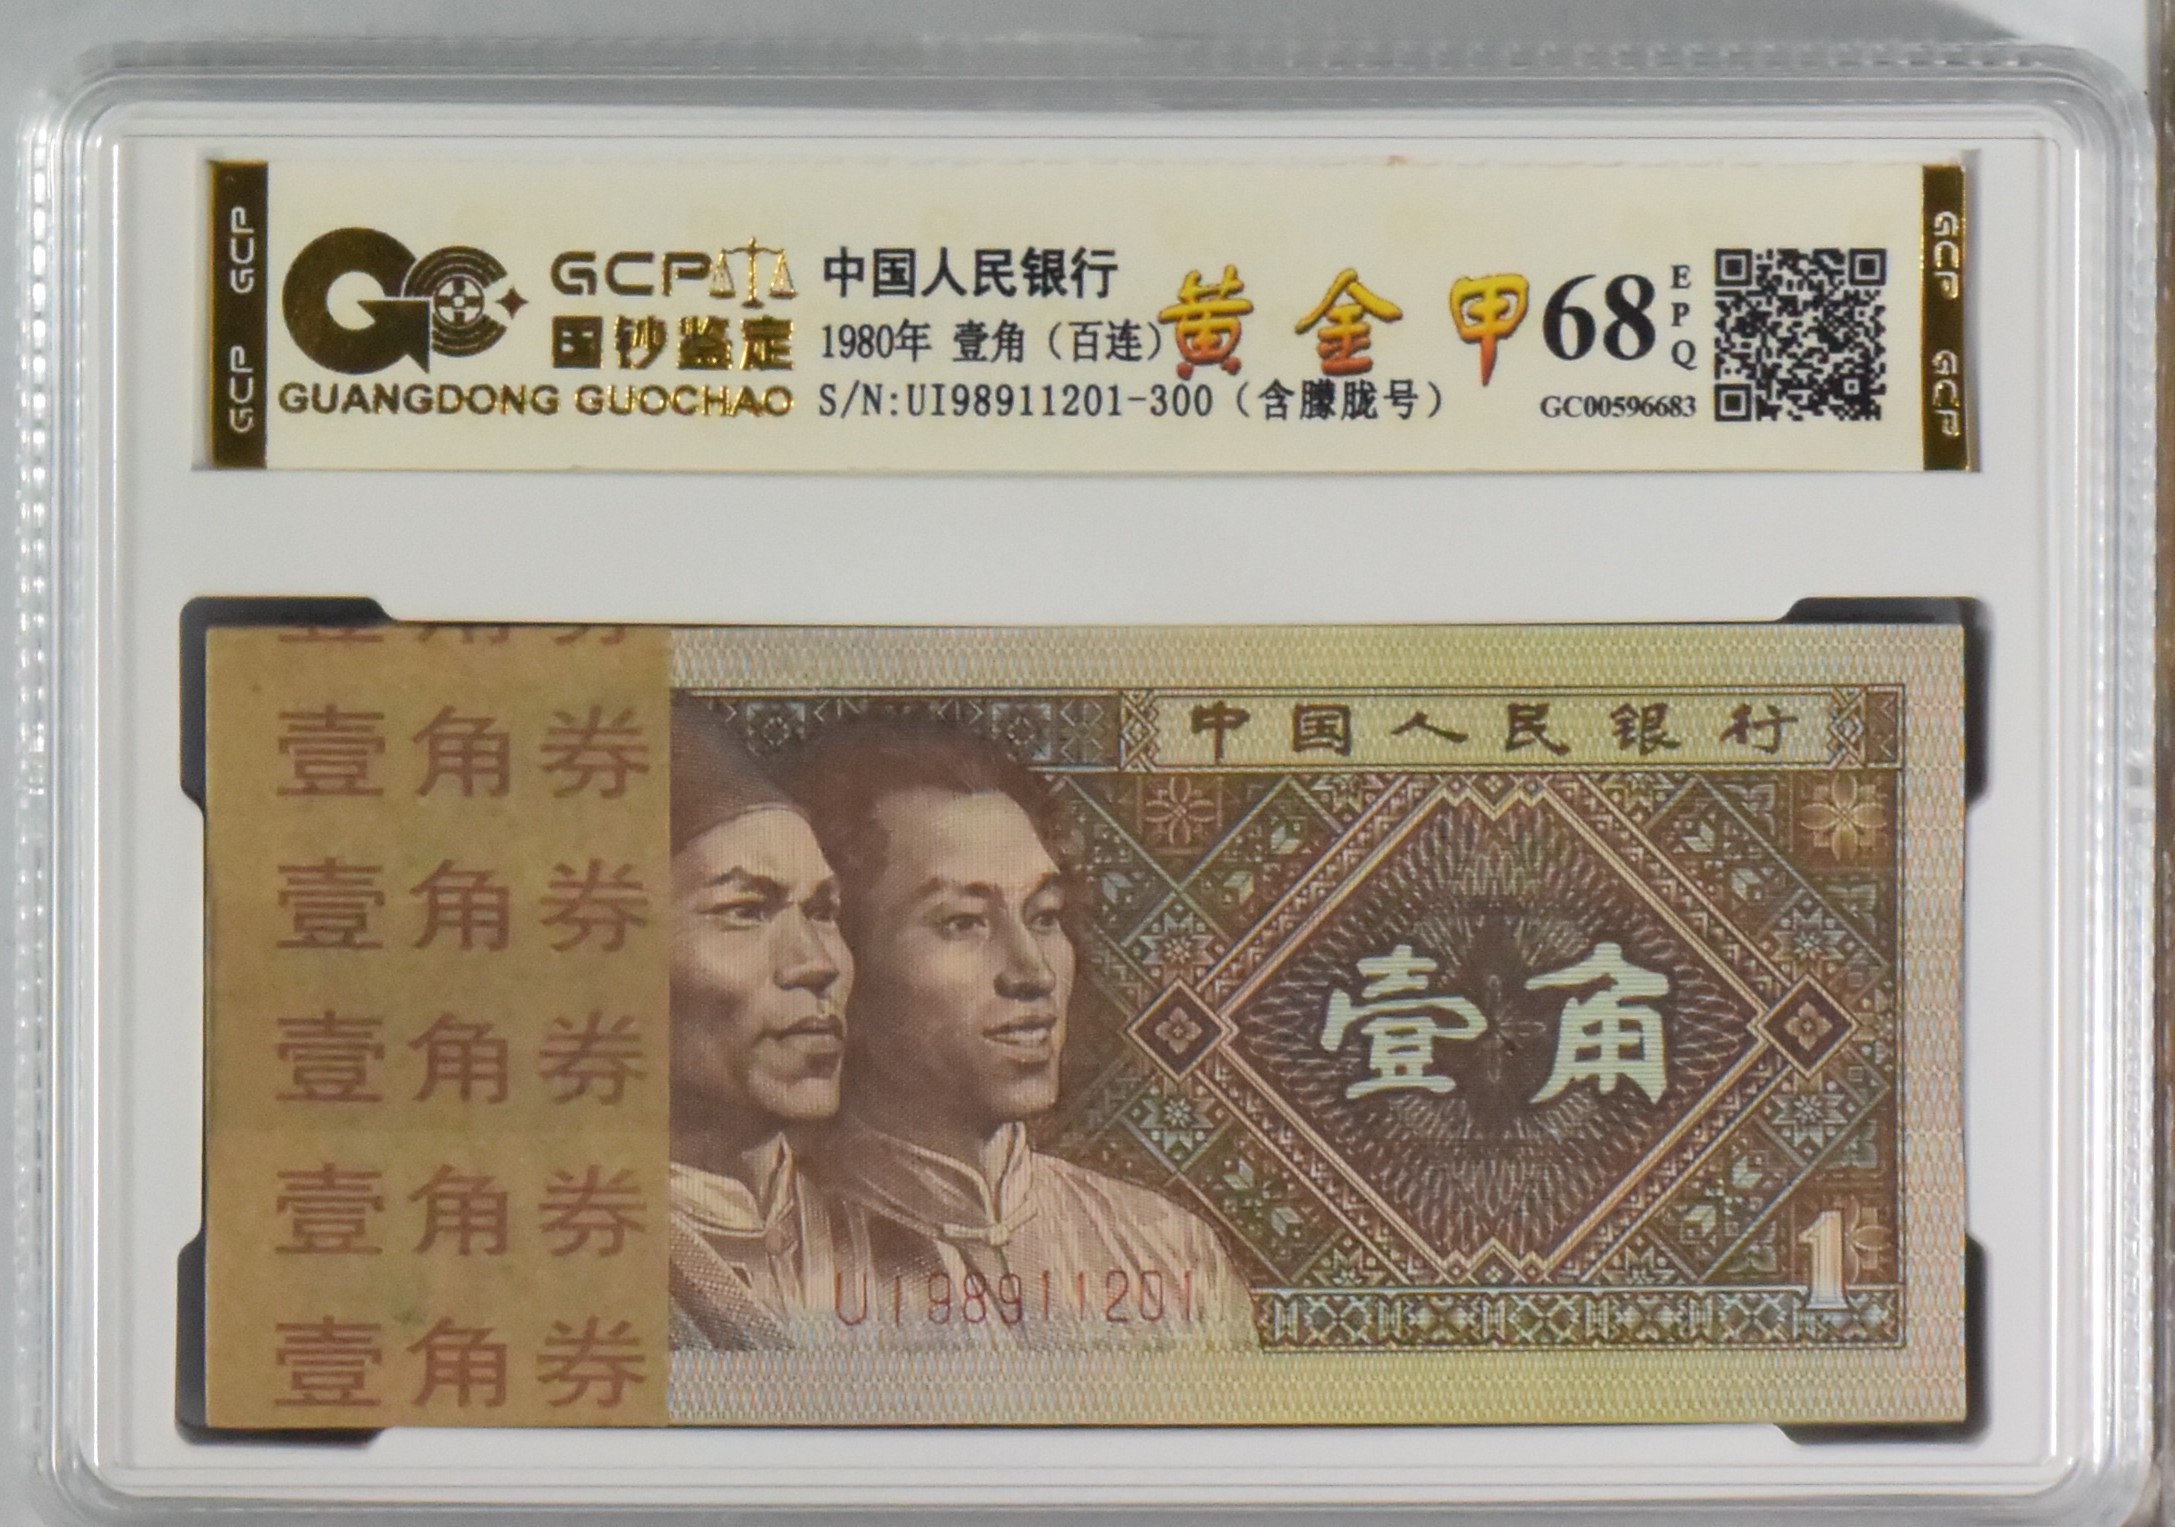 GCP GCP
GCP
国钞鉴定
GUANGDONG GUOCHAO
中国人民银行
1980年 壹角（百连）
S/N:UI98911201-300（含朦胧号）
黄金甲
68
EPQ
GC00596683
GCP GCP
壹角券
壹角券
壹角券
壹角券
壹角券
壹角券
中国人民银行
壹角
1
UI98911201